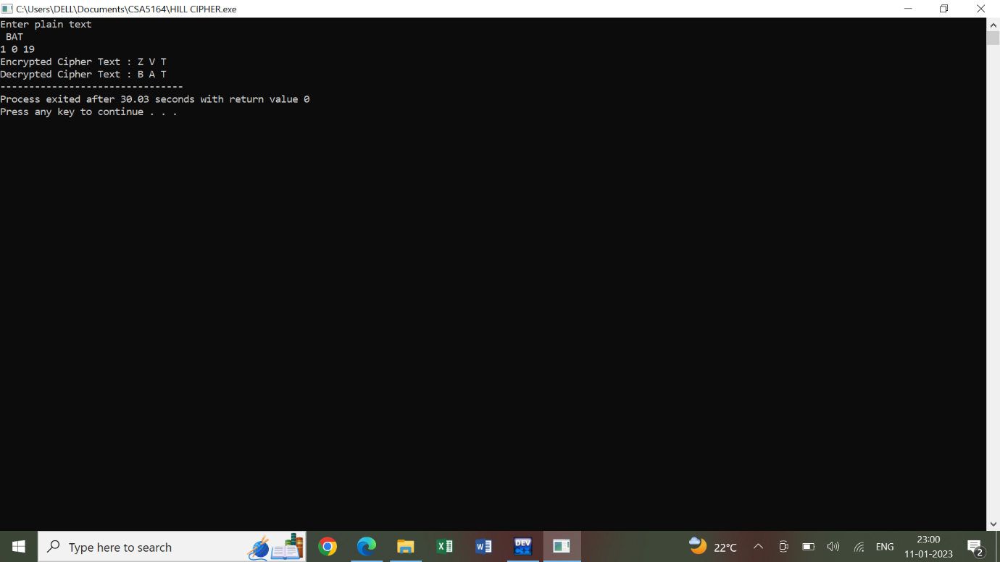 C:\Users\DELL\Documents\CSA5164\HILL CIPHER.exe
Enter plain text
BAT
1 0 19
Encrypted Cipher Text : Z V T
Decrypted Cipher Text : B A T
--------------------------------
Process exited after 30.03 seconds with return value 0
Press any key to continue . . .
Type here to search
DEV C++
22°C
ENG
23:00
11-01-2023
2